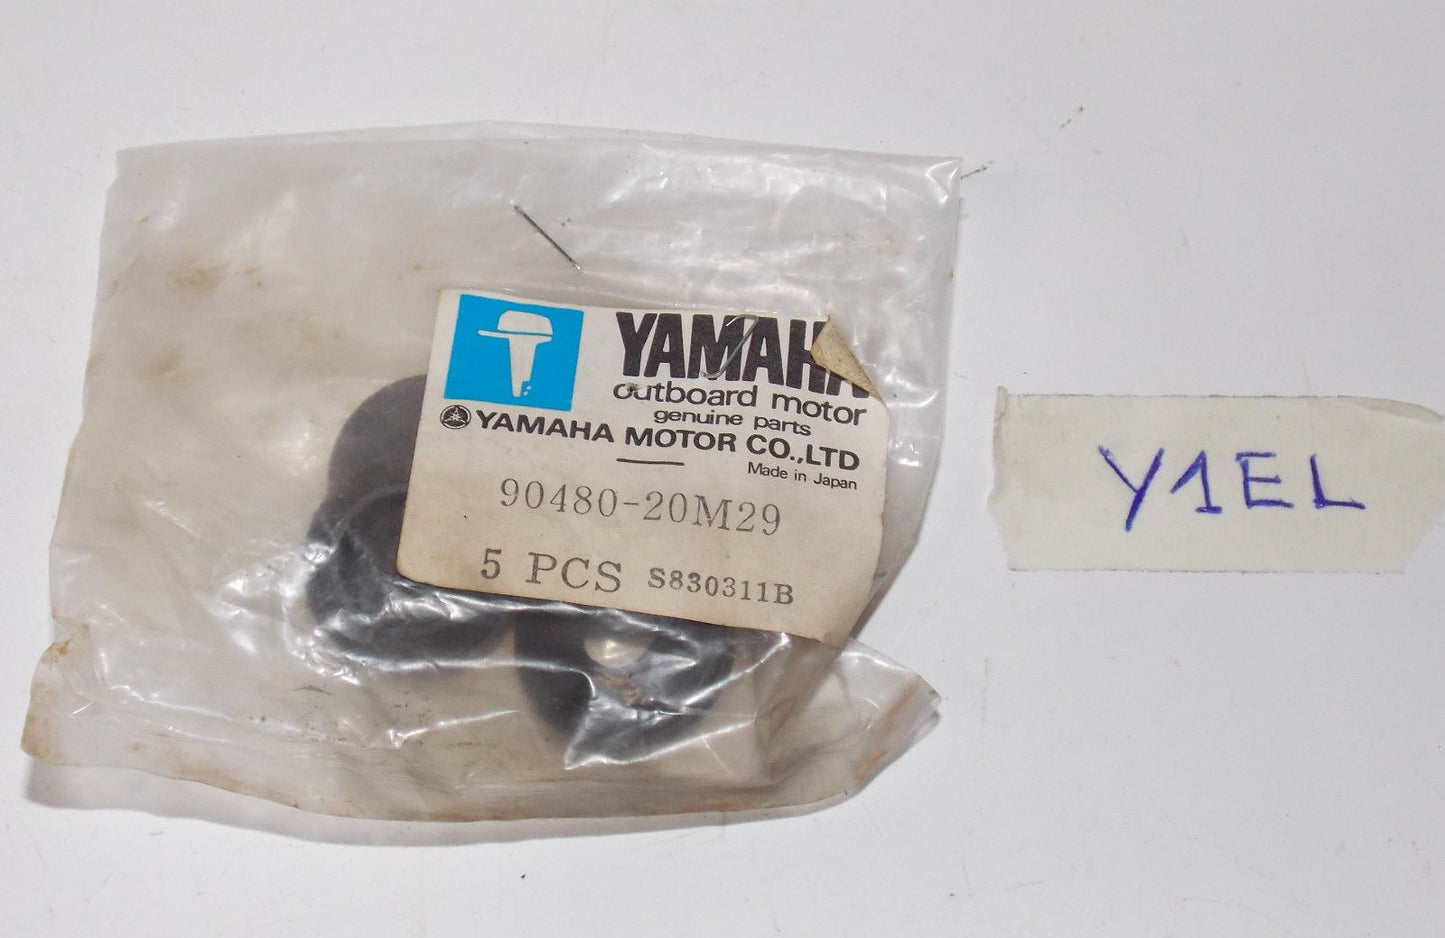 YAMAHA
outboard motor
genuine parts
YAMAHA MOTOR CO.,LTD
Made in Japan
90480-20M29
5 PCS S830311B
Y1EL